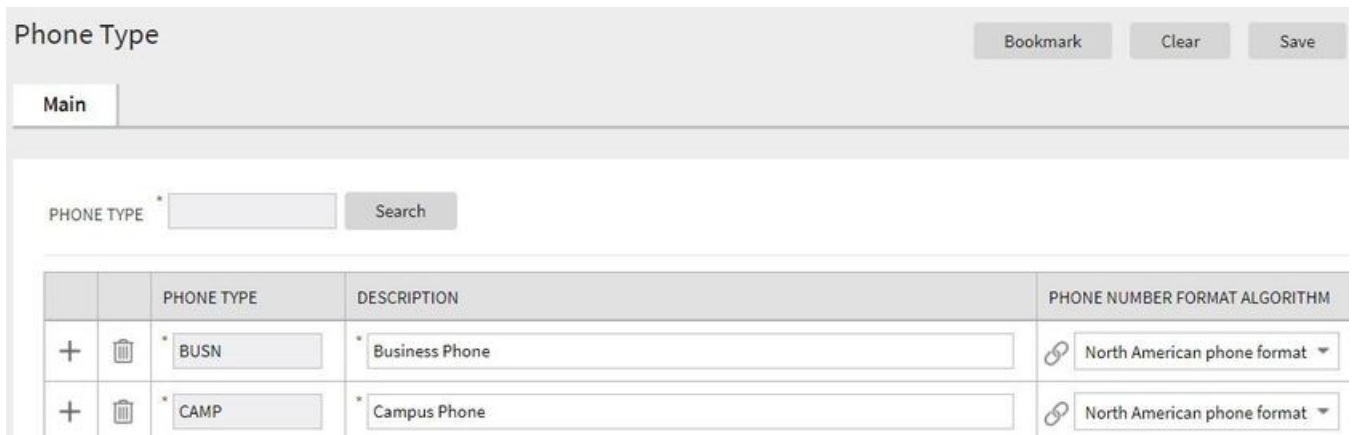 Phone Type
Bookmark Clear Save
Main
PHONE TYPE * Search
PHONE TYPE DESCRIPTION PHONE NUMBER FORMAT ALGORITHM
* BUSN * Business Phone North American phone format
* CAMP * Campus Phone North American phone format